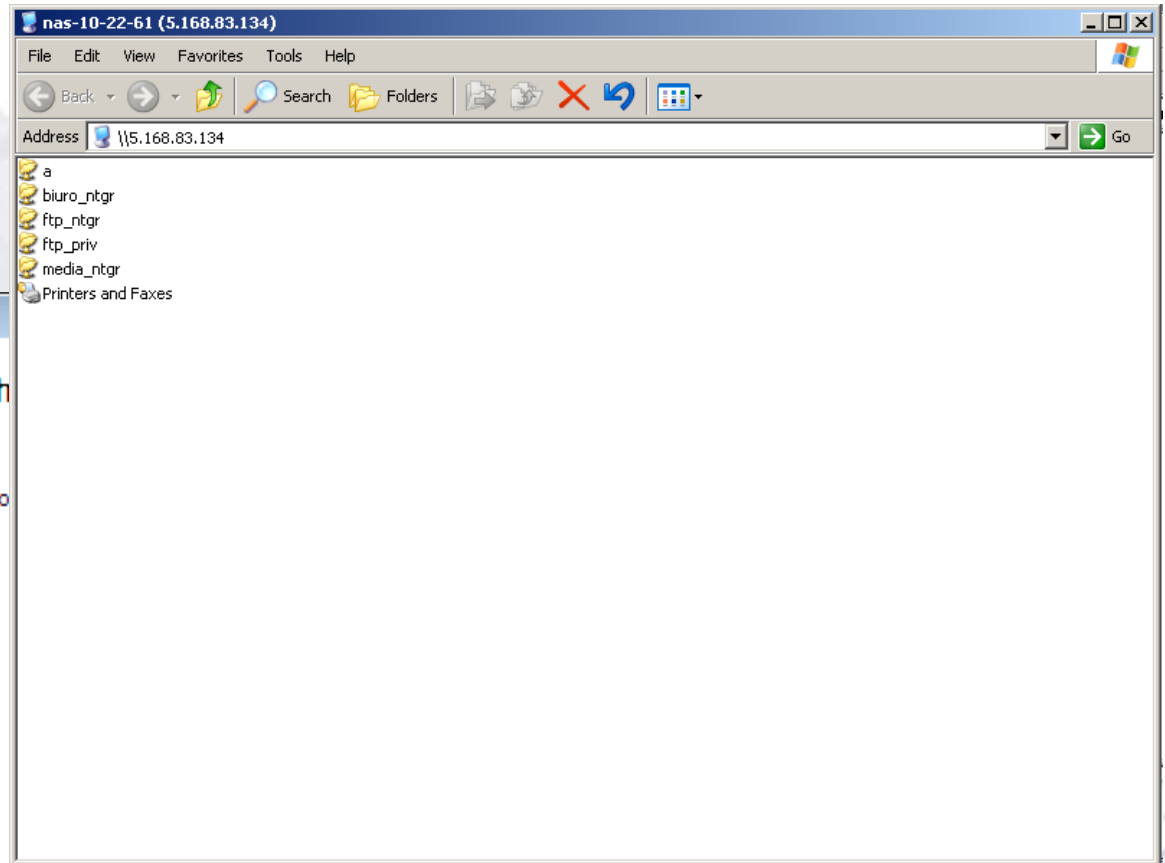 nas-10-22-61 (5.168.83.134)
File Edit View Favorites Tools Help
Back Search Folders
Address \\5.168.83.134 Go
a
biuro_ntgr
ftp_ntgr
ftp_priv
media_ntgr
Printers and Faxes
h
o